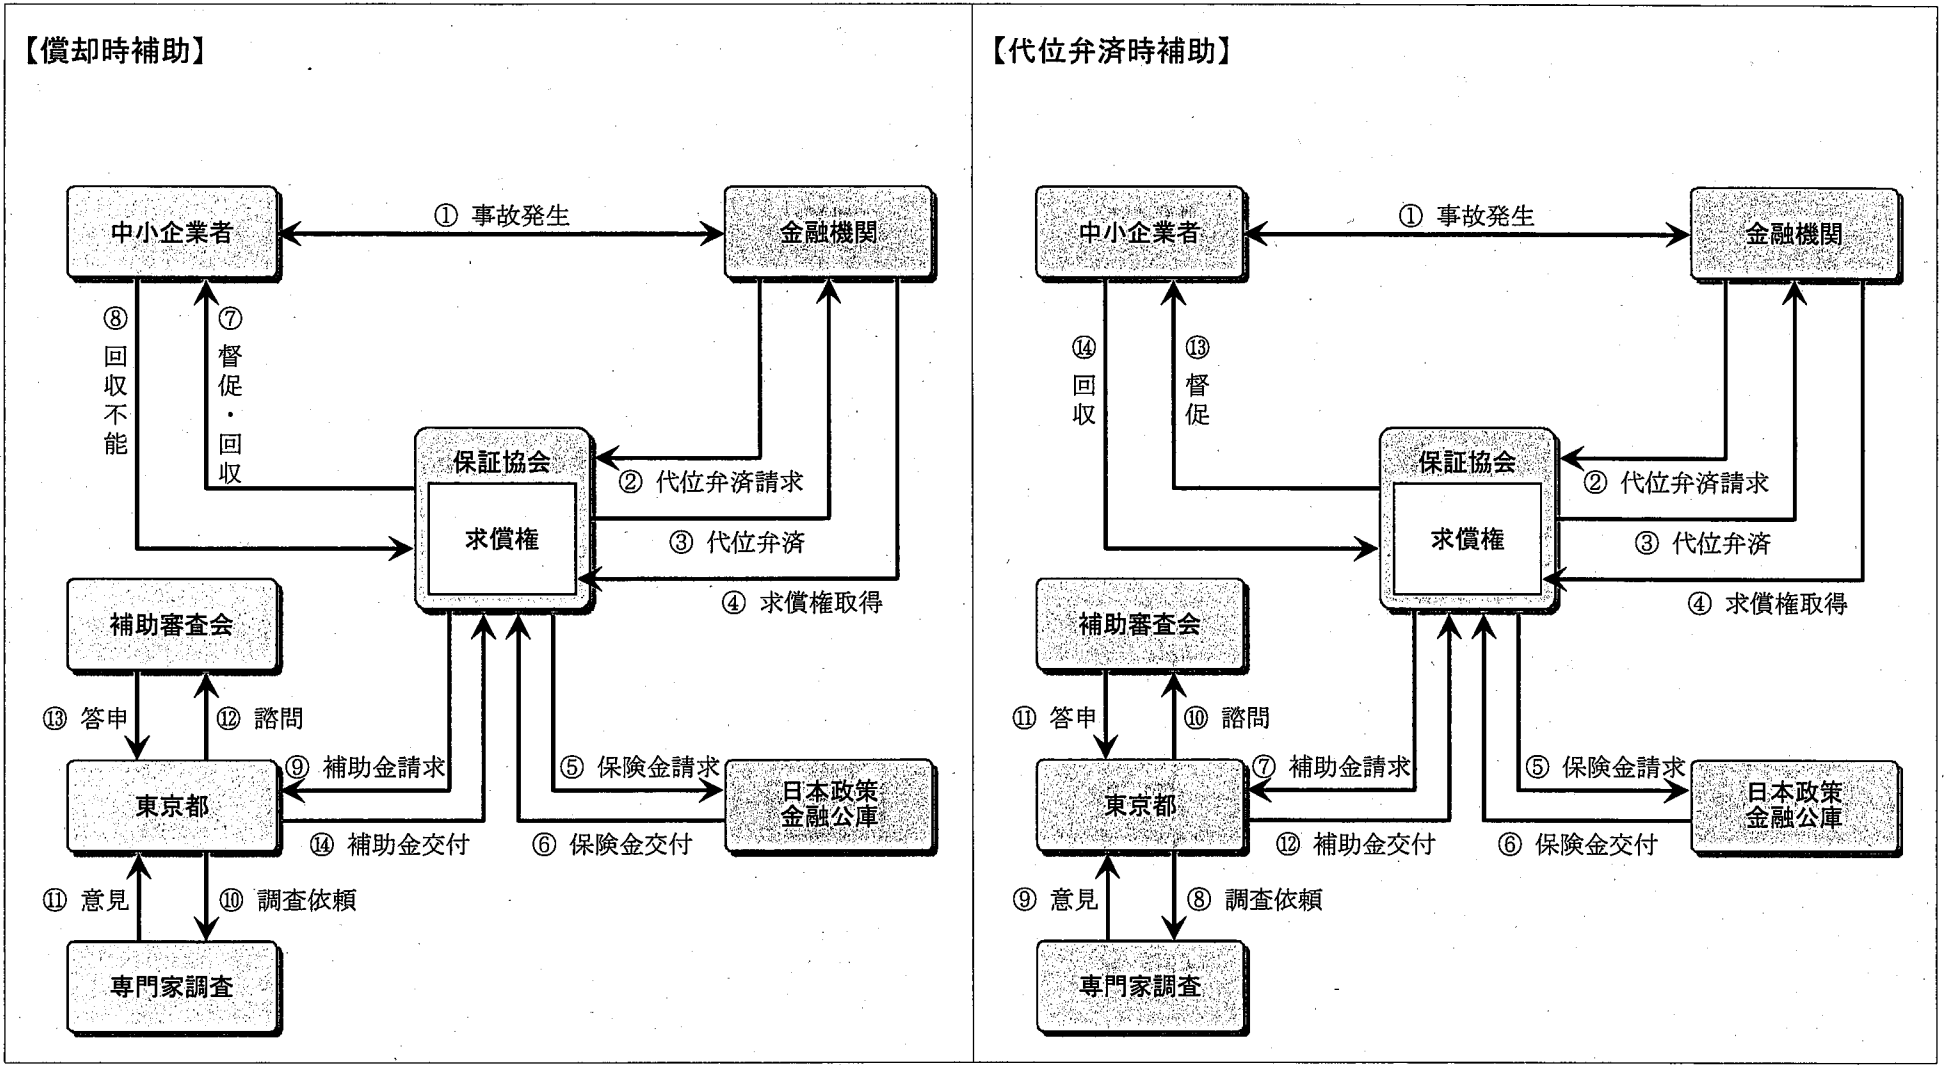 【償却時補助】
中小企業者
① 事故発生
金融機関
⑧回収不能
⑦督促・回収
保証協会
② 代位弁済請求
求償権
③ 代位弁済
④ 求償権取得
補助審査会
⑬ 答申
⑫ 諮問
⑨ 補助金請求
⑤ 保険金請求
東京都
日本政策
金融公庫
⑭ 補助金交付
⑥ 保険金交付
⑪ 意見
⑩ 調査依頼
専門家調査
【代位弁済時補助】
中小企業者
① 事故発生
金融機関
⑭回収
⑬督促
保証協会
② 代位弁済請求
求償権
③ 代位弁済
④ 求償権取得
補助審査会
⑪ 答申
⑩ 諮問
⑦ 補助金請求
⑤ 保険金請求
東京都
日本政策
金融公庫
⑫ 補助金交付
⑥ 保険金交付
⑨ 意見
⑧ 調査依頼
専門家調査